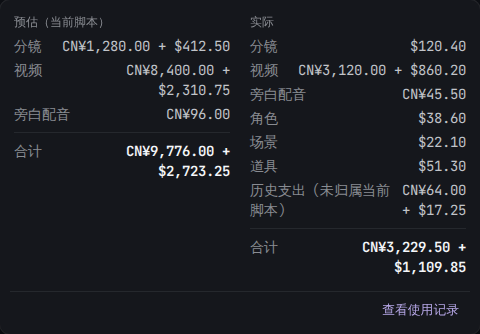 预估（当前脚本）
分镜 CN¥1,280.00 + $412.50
视频 CN¥8,400.00 +
$2,310.75
旁白配音 CN¥96.00
合计 CN¥9,776.00 +
$2,723.25
实际
分镜 $120.40
视频 CN¥3,120.00 + $860.20
旁白配音 CN¥45.50
角色 $38.60
场景 $22.10
道具 $51.30
历史支出（未归属当前 CN¥64.00
脚本） + $17.25
合计 CN¥3,229.50 +
$1,109.85
查看使用记录